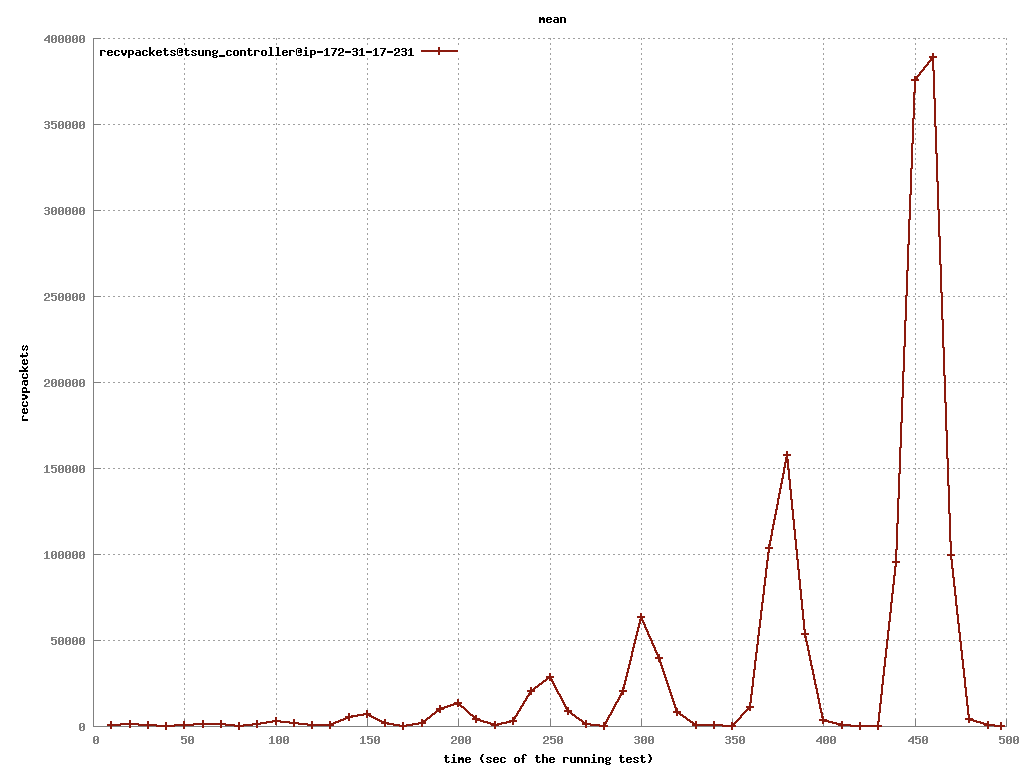 mean
recvpackets@tsung_controller@ip-172-31-17-231
400000
350000
300000
250000
200000
150000
100000
50000
0
recvpackets
0 50 100 150 200 250 300 350 400 450 500
time (sec of the running test)